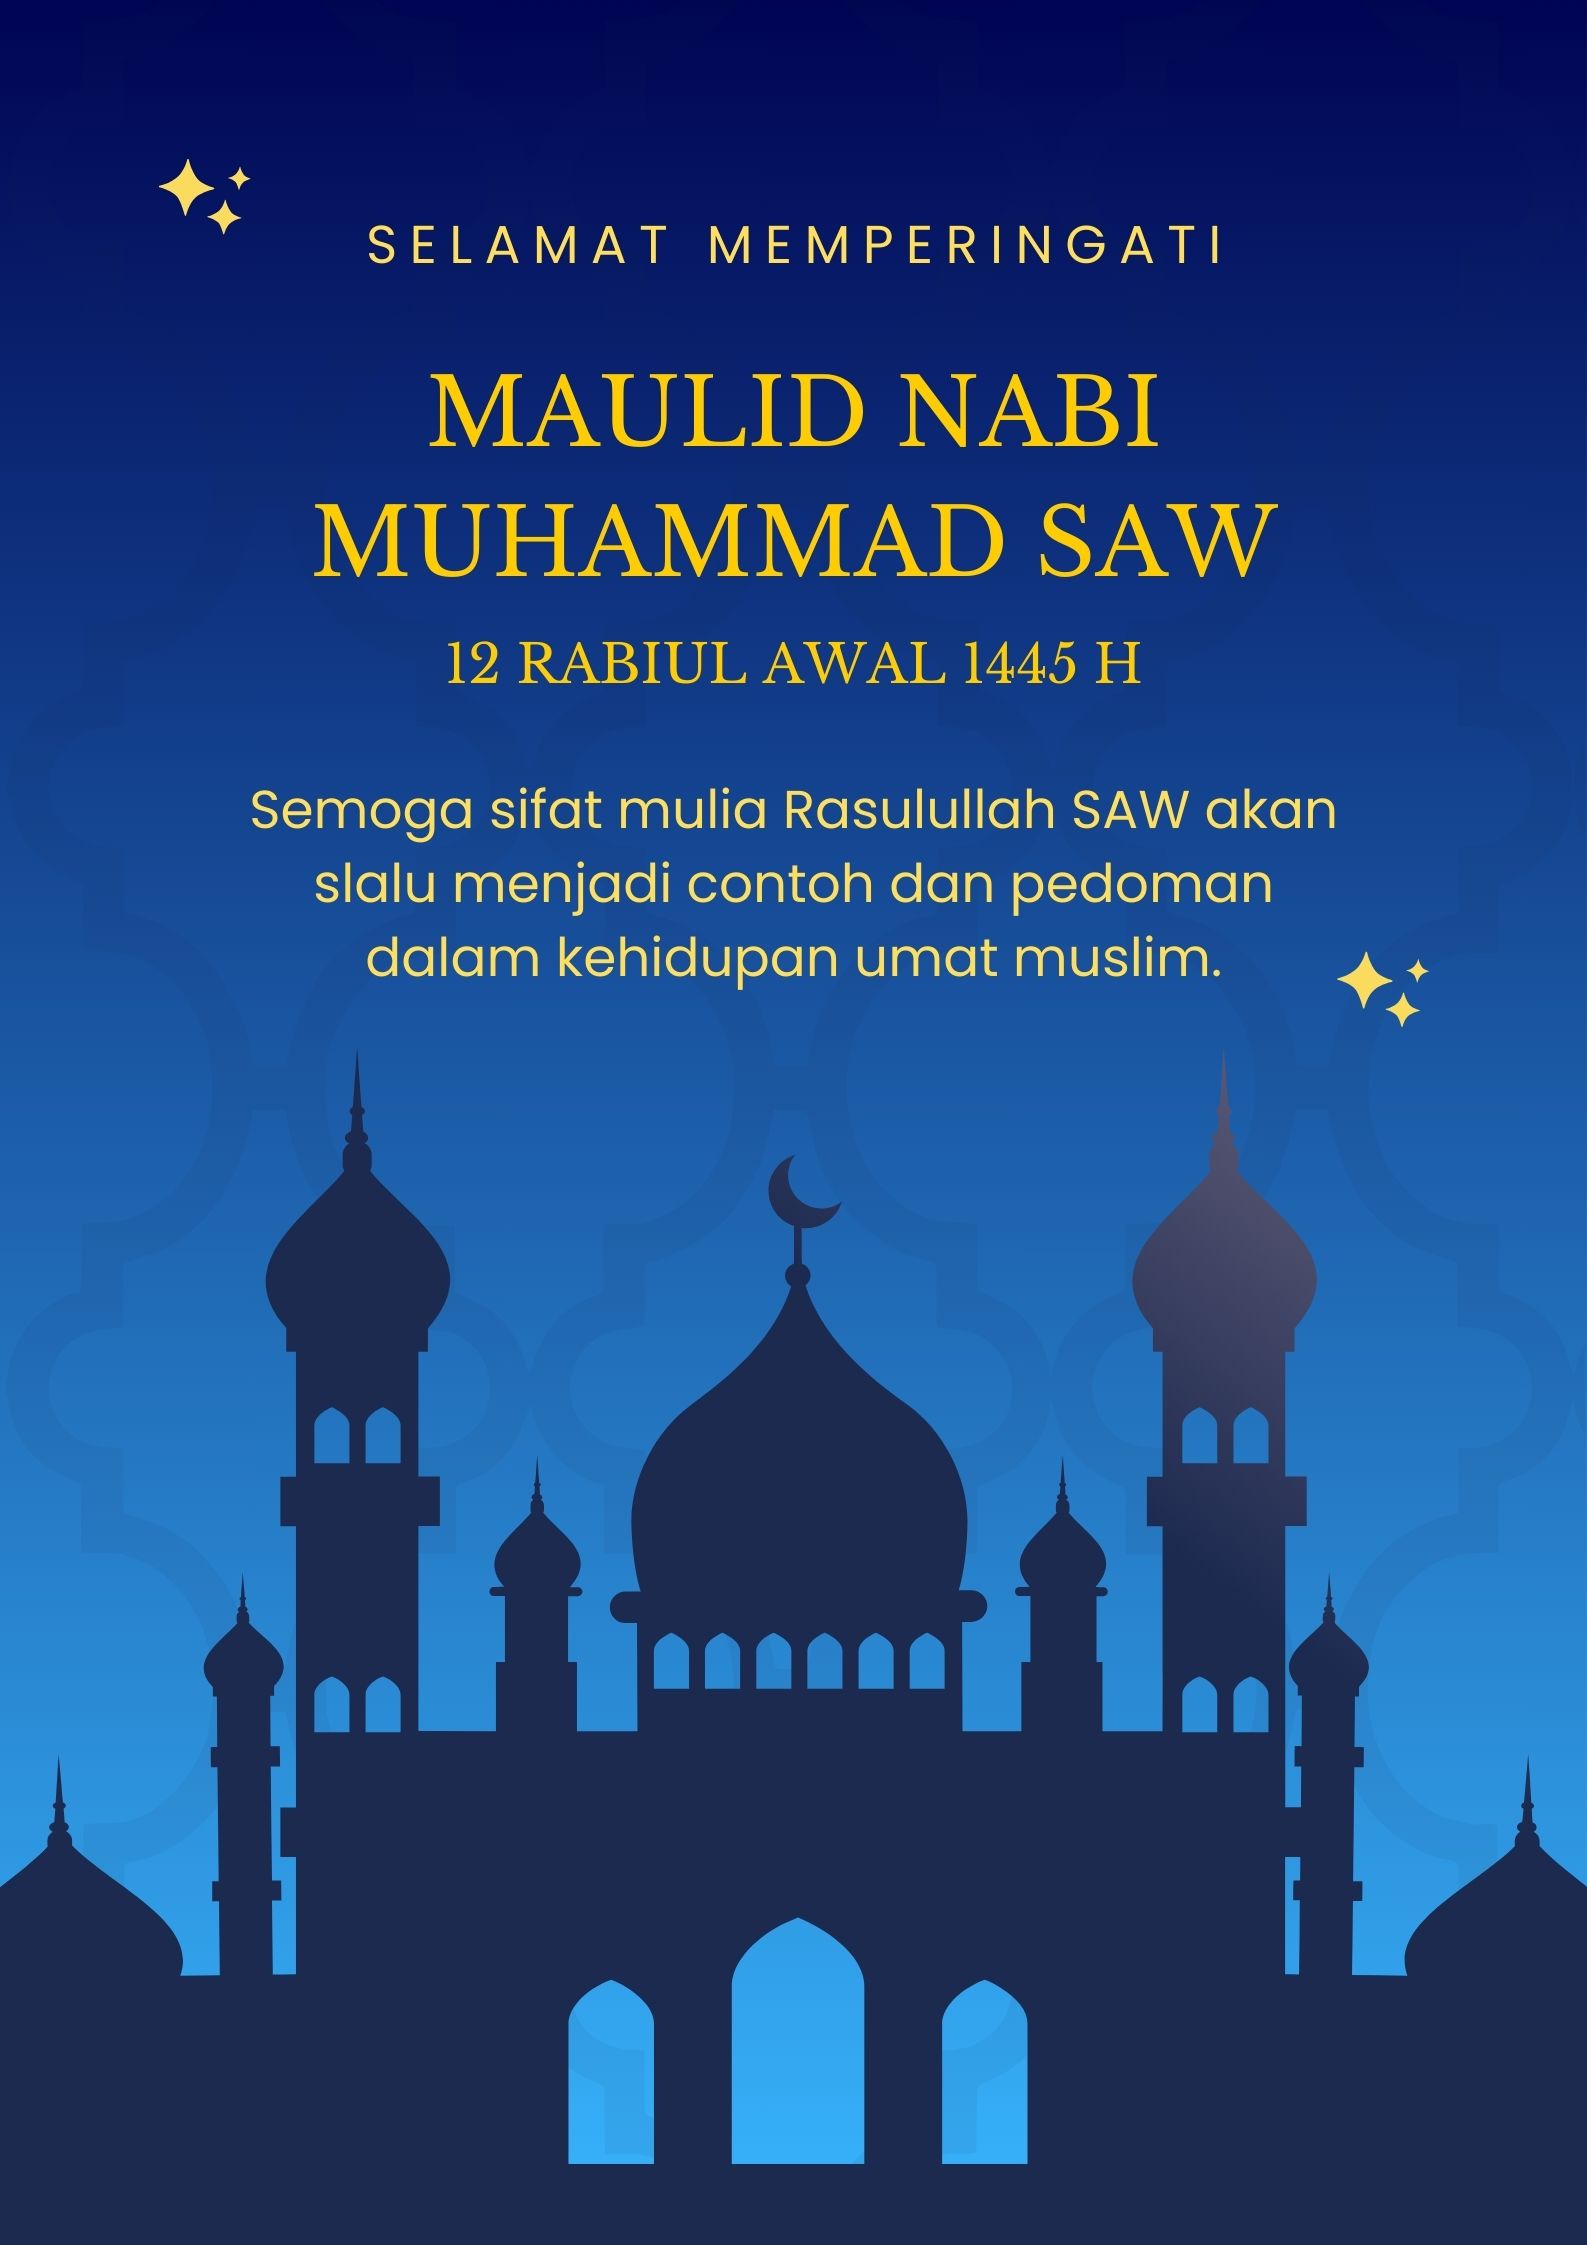 SELAMAT MEMPERINGATI
MAULID NABI
MUHAMMAD SAW
12 RABIUL AWAL 1445 H
Semoga sifat mulia Rasulullah SAW akan
slalu menjadi contoh dan pedoman
dalam kehidupan umat muslim.